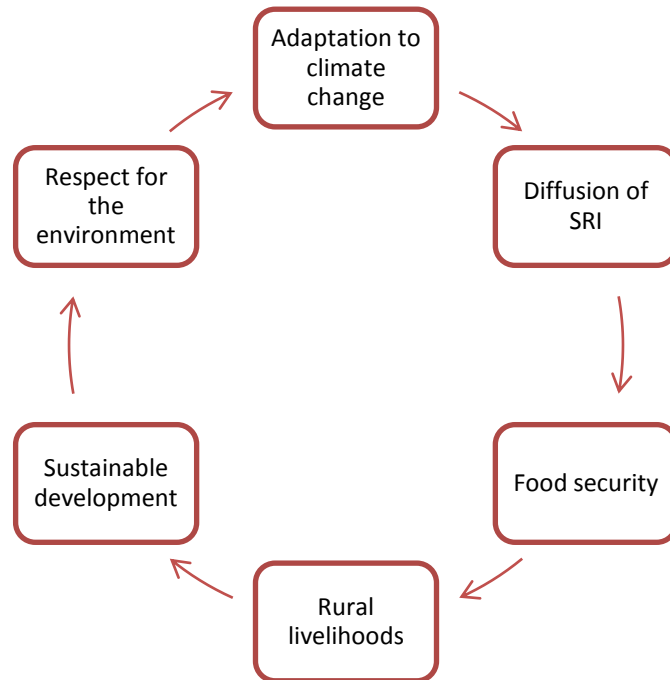 Adaptation to
climate
change
Diffusion of
SRI
Food security
Rural
livelihoods
Sustainable
development
Respect for
the
environment